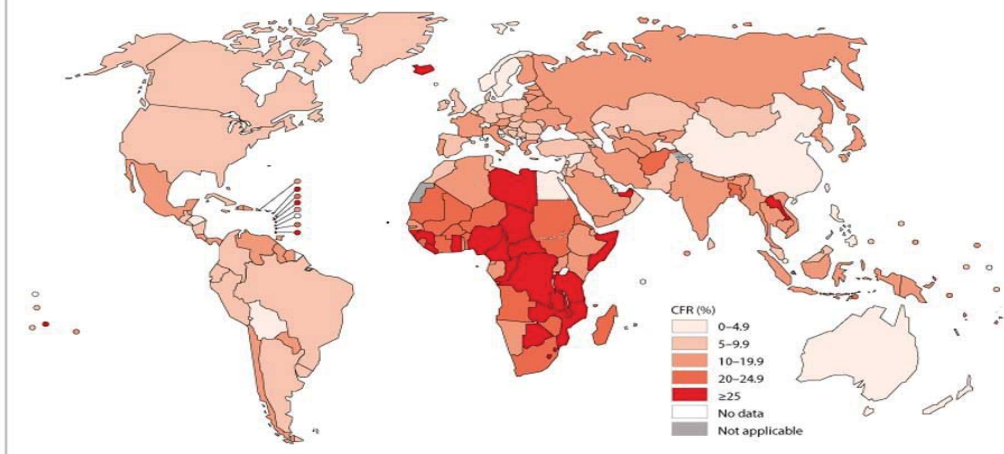 CFR (%)
0–4.9
5–9.9
10–19.9
20–24.9
≥25
No data
Not applicable